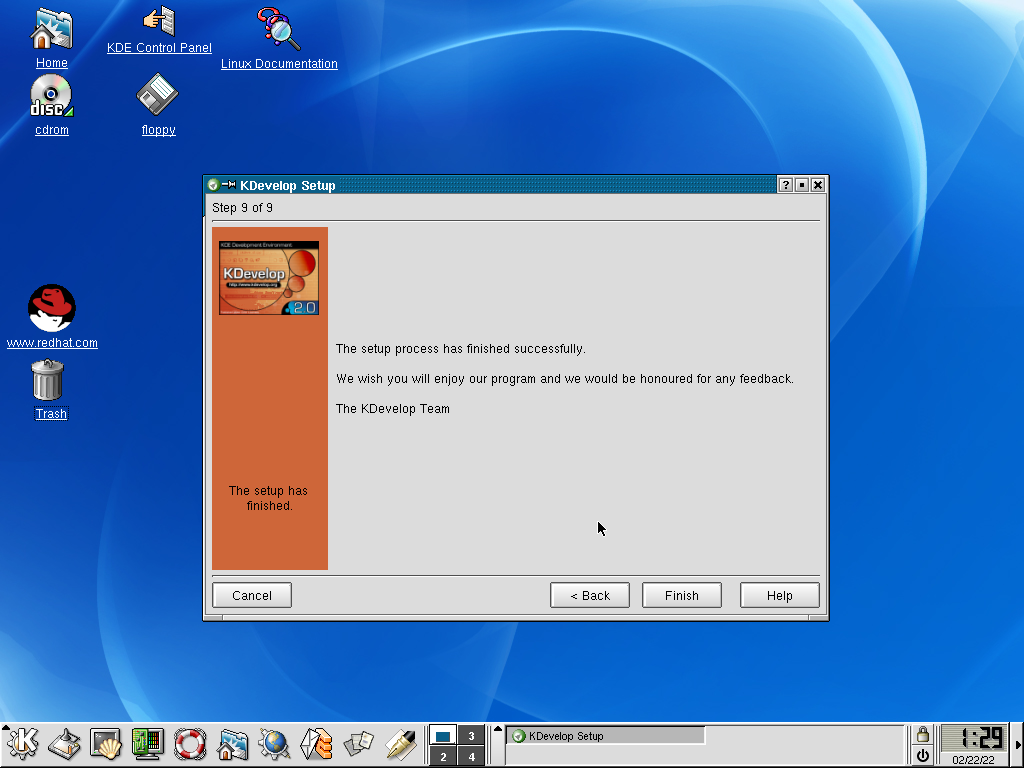 Home
KDE Control Panel
Linux Documentation
disc
cdrom
floppy
www.redhat.com
Trash
KDevelop Setup
?
Step 9 of 9
KDE Development Environment
KDevelop
http://www.kdevelop.org
2.0
The setup process has finished successfully.
We wish you will enjoy our program and we would be honoured for any feedback.
The KDevelop Team
The setup has
finished.
Cancel
< Back
Finish
Help
K
3
2
4
KDevelop Setup
1:29
02/22/22